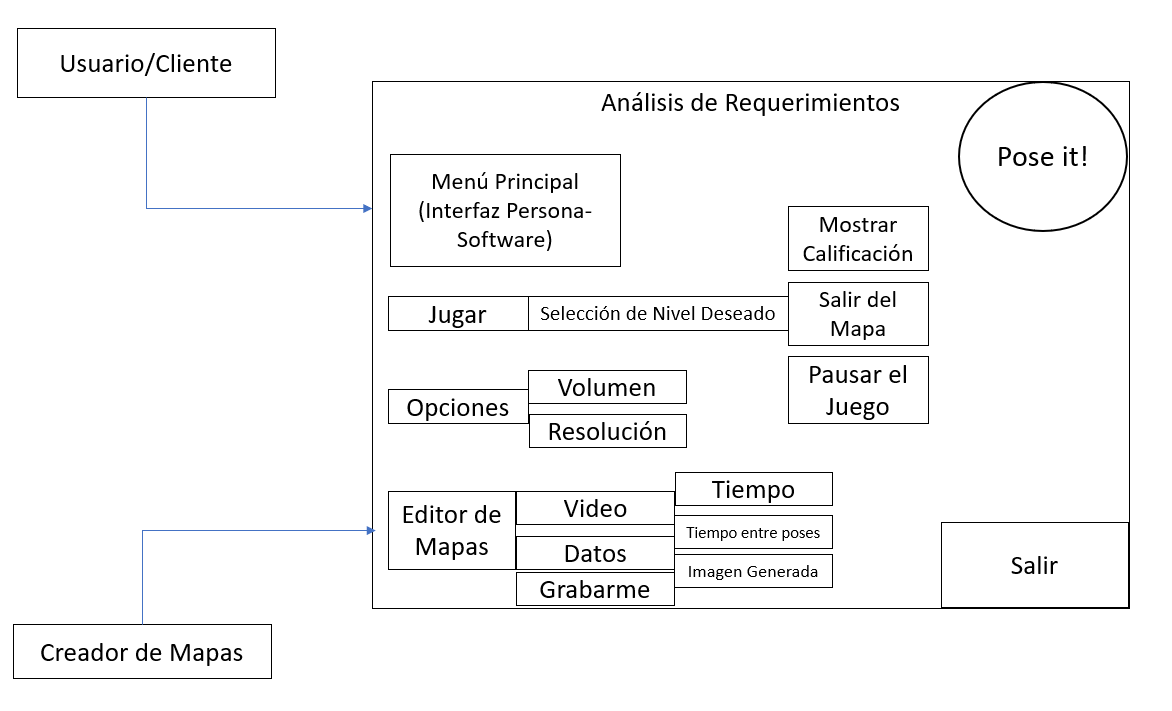 Usuario/Cliente
Análisis de Requerimientos
Pose it!
Menú Principal
(Interfaz Persona-
Software)
Mostrar
Calificación
Jugar
Selección de Nivel Deseado
Salir del
Mapa
Pausar el
Juego
Opciones
Volumen
Resolución
Editor de
Mapas
Video
Datos
Grabarme
Tiempo
Tiempo entre poses
Imagen Generada
Salir
Creador de Mapas